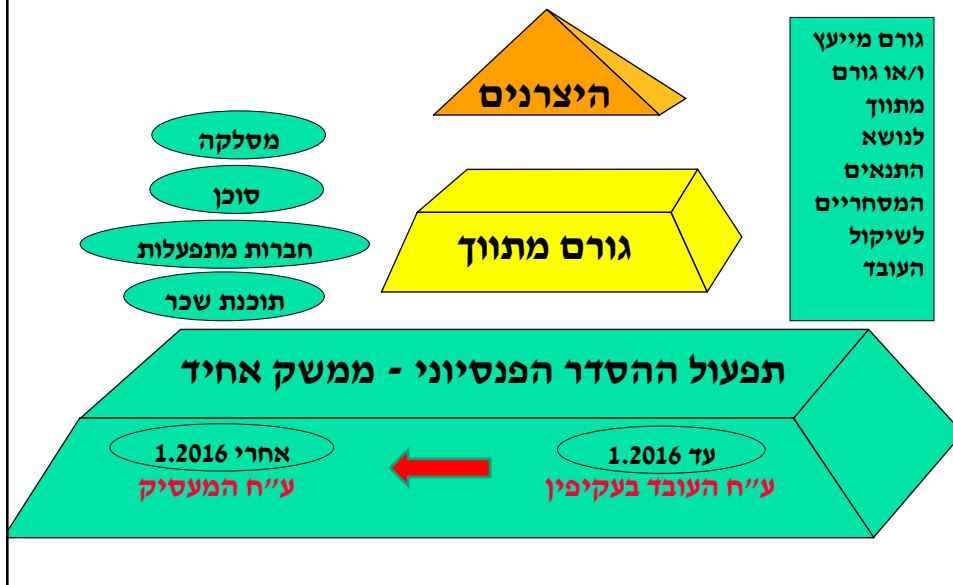 היצרנים
גורם מייעץ
ו/או גורם
מתווך
לנושא
התנאים
המסחריים
לשיקול
העובד
מסלקה
סוכן
חברות מתפעלות
תוכנת שכר
גורם מתווך
תפעול ההסדר הפנסיוני - ממשק אחיד
עד 1.2016
ע״ח העובד בעקיפין
אחרי 1.2016
ע״ח המעסיק